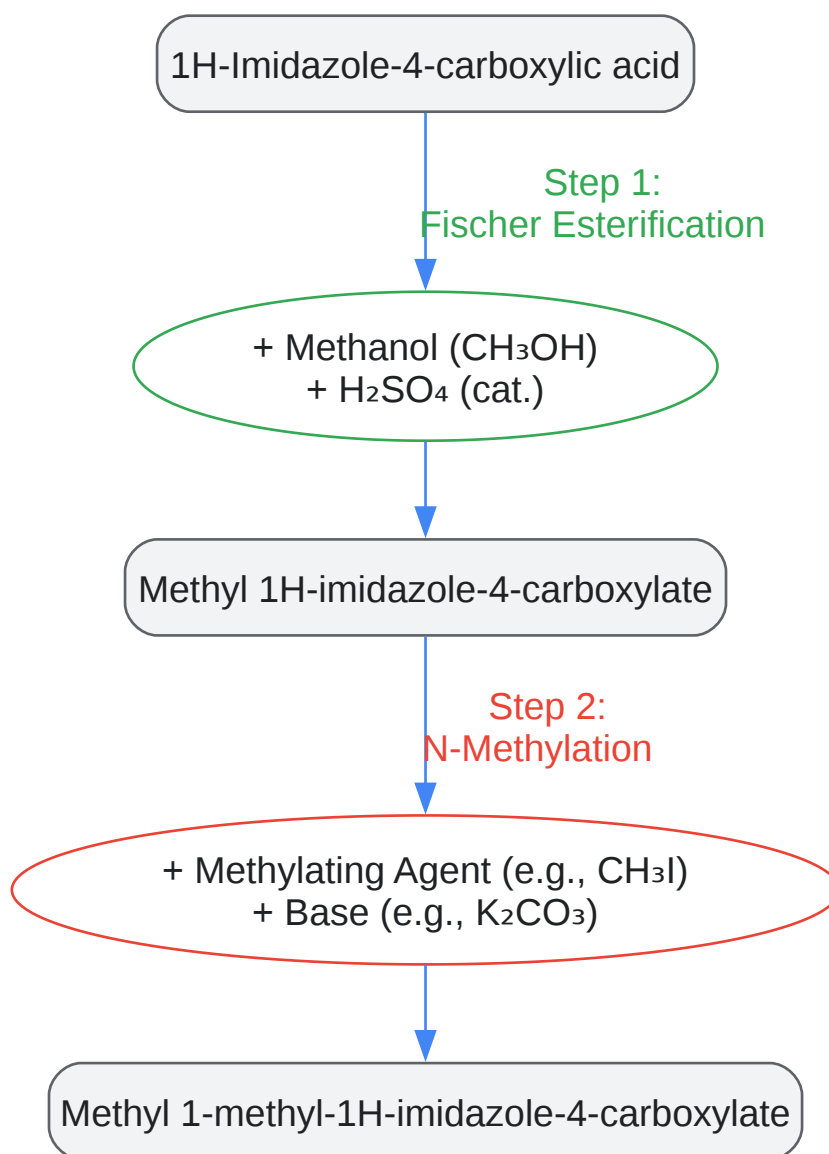 1H-Imidazole-4-carboxylic acid
Step 1:
Fischer Esterification
+ Methanol (CH₃OH)
+ H₂SO₄ (cat.)
Methyl 1H-imidazole-4-carboxylate
Step 2:
N-Methylation
+ Methylating Agent (e.g., CH₃I)
+ Base (e.g., K₂CO₃)
Methyl 1-methyl-1H-imidazole-4-carboxylate